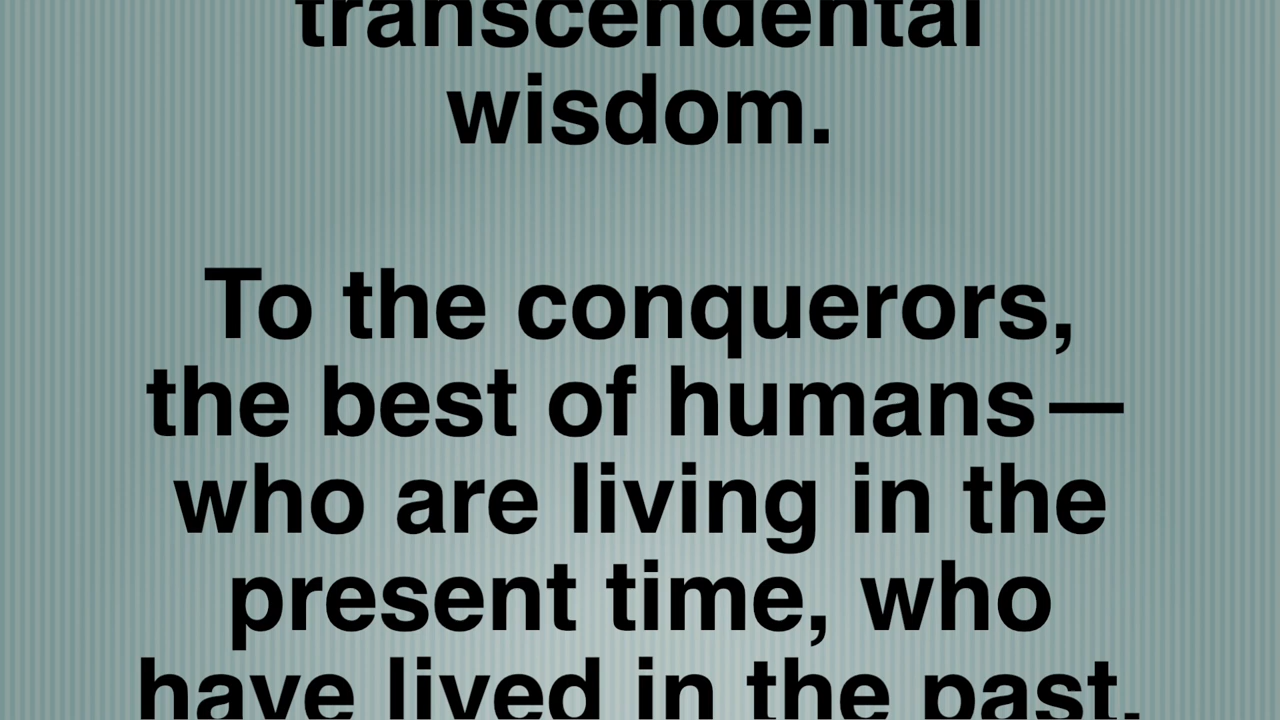 transcendental
wisdom.
To the conquerors,
the best of humans—
who are living in the
present time, who
have lived in the past,